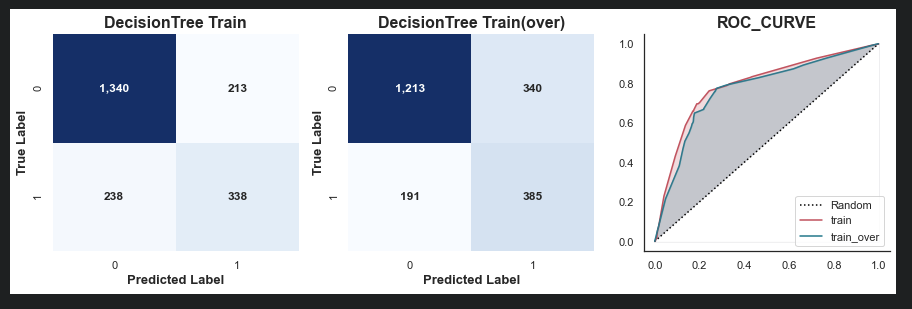 DecisionTree Train
True Label
0
1
1,340
213
238
338
0
1
Predicted Label
DecisionTree Train(over)
True Label
0
1
1,213
340
191
385
0
1
Predicted Label
ROC_CURVE
1.0
0.8
0.6
0.4
0.2
0.0
0.0
0.2
0.4
0.6
0.8
1.0
Random
train
train_over